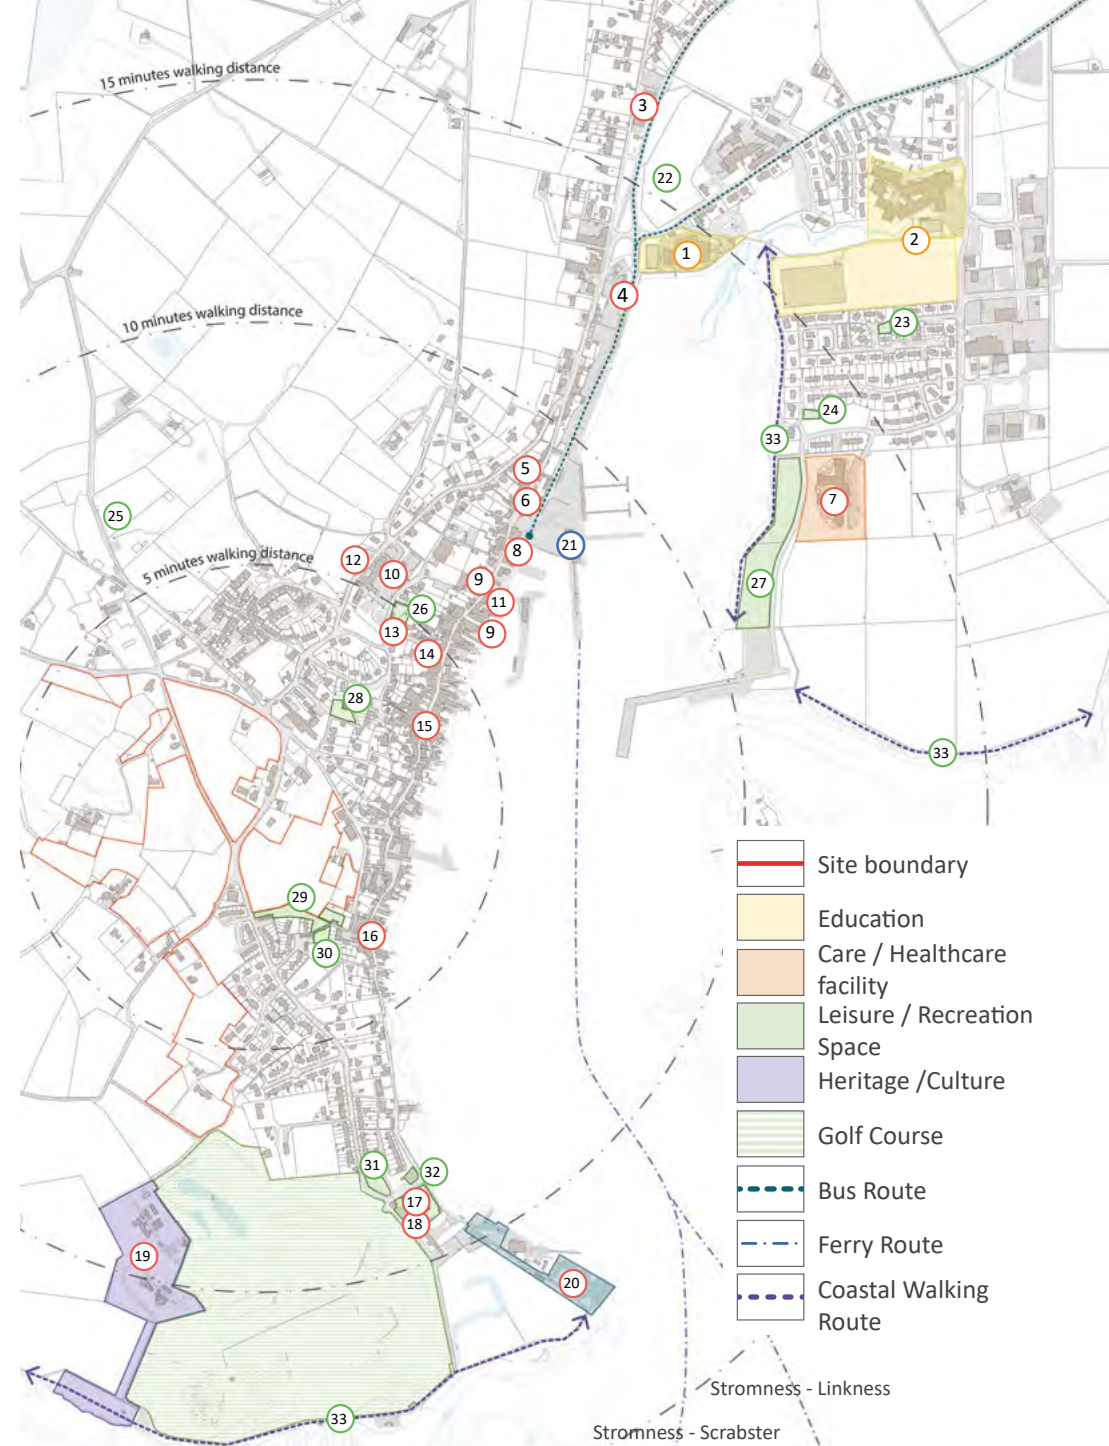 15 minutes walking distance
3
22
1
2
4
10 minutes walking distance
23
24
33
5
6
7
25
8
21
5 minutes walking distance
12
10
9
27
26
11
13
9
14
28
15
33
29
16
30
31
32
17
18
19
20
33
Site boundary
Education
Care / Healthcare
facility
Leisure / Recreation
Space
Heritage /Culture
Golf Course
Bus Route
Ferry Route
Coastal Walking
Route
Stromness - Linkness
Stromness - Scrabster